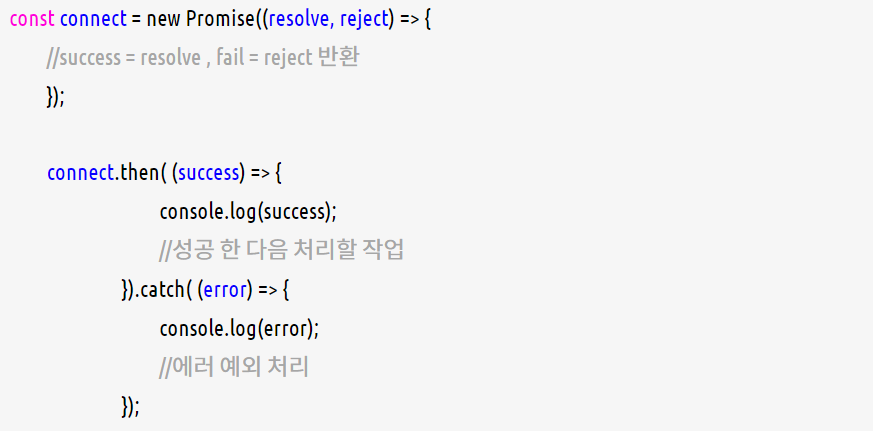 const connect = new Promise((resolve, reject) => {
//success = resolve , fail = reject 반환
});
connect.then( (success) => {
console.log(success);
//성공 한 다음 처리할 작업
}).catch( (error) => {
console.log(error);
//에러 예외 처리
});